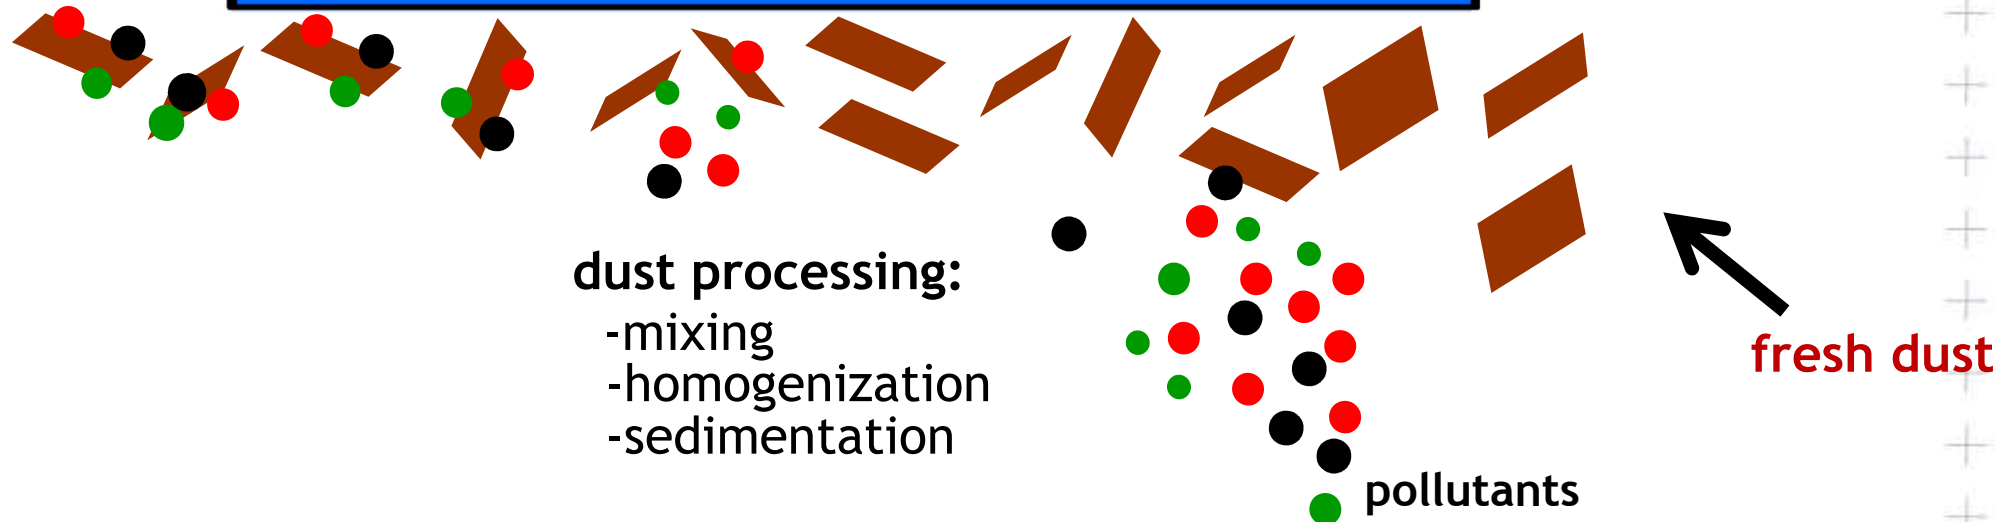 dust processing:
-mixing
-homogenization
-sedimentation
fresh dust
pollutants